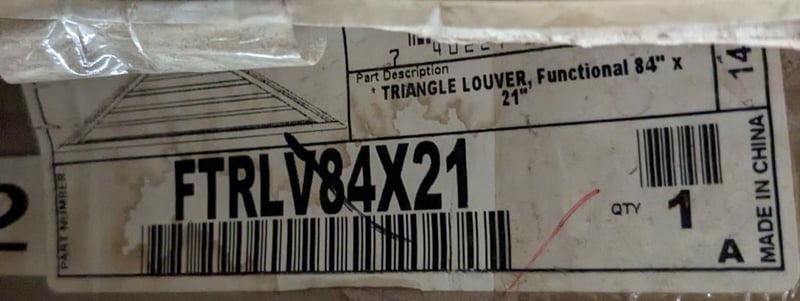 Part Description
TRIANGLE LOUVER, Functional 84" x
21"
14
PART NUMBER
FTRLV84X21
QTY
1
A
MADE IN CHINA